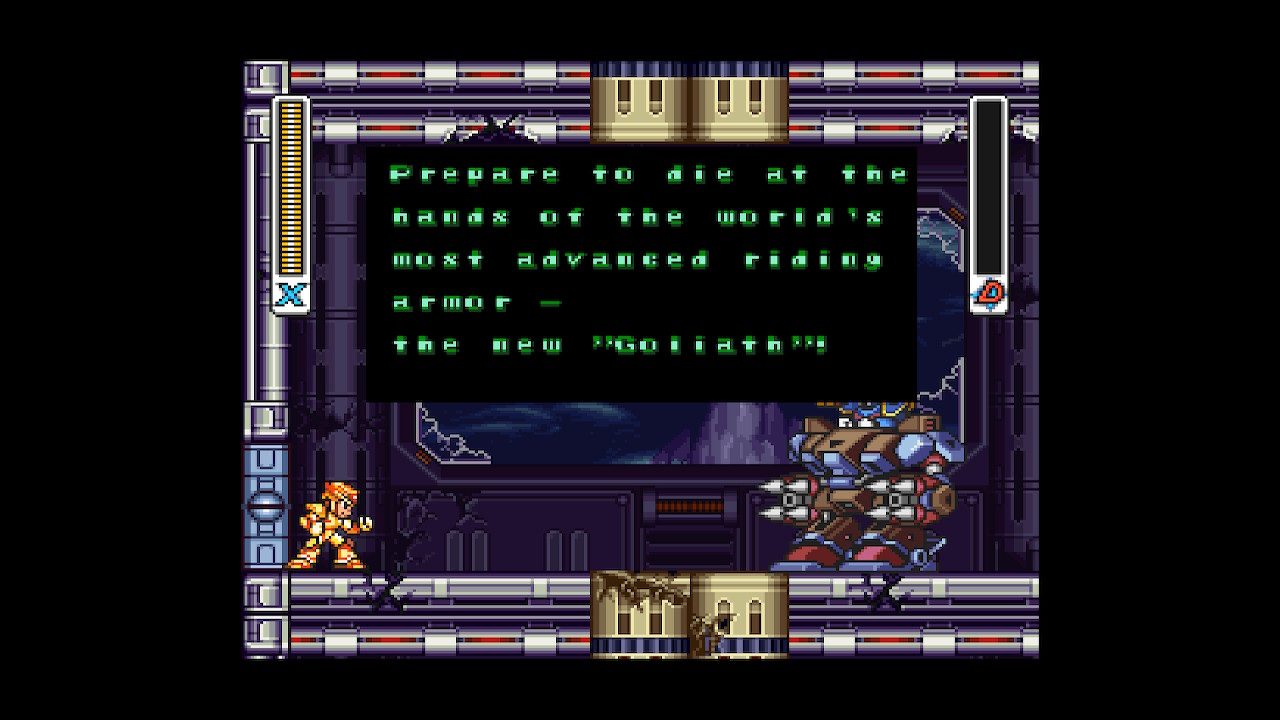 Prepare to die at the
hands of the world's
most advanced riding
armor –
the new "Goliath"!
X
D